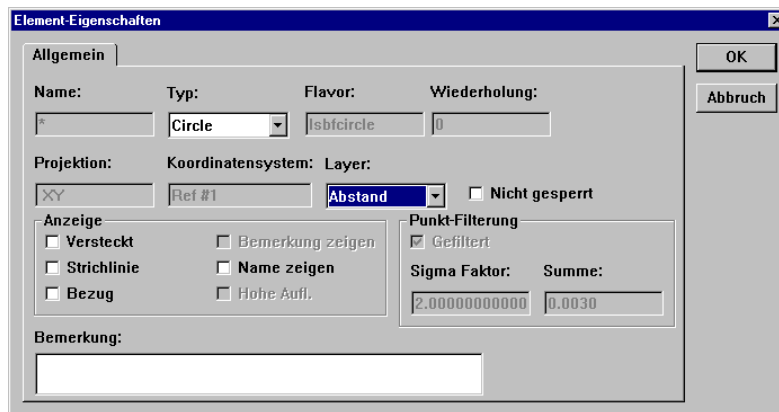 Element-Eigenschaften
Allgemein
OK
Abbruch
Name: Typ: Flavor: Wiederholung:
* Circle lsbfcircle 0
Projektion: Koordinatensystem: Layer:
XY Ref #1 Abstand Nicht gesperrt
Anzeige Punkt-Filterung
Versteckt Bemerkung zeigen Gefiltert
Strichlinie Name zeigen Sigma Faktor: Summe:
Bezug Hohe Aufl. 2.00000000000 0.0030
Bemerkung: